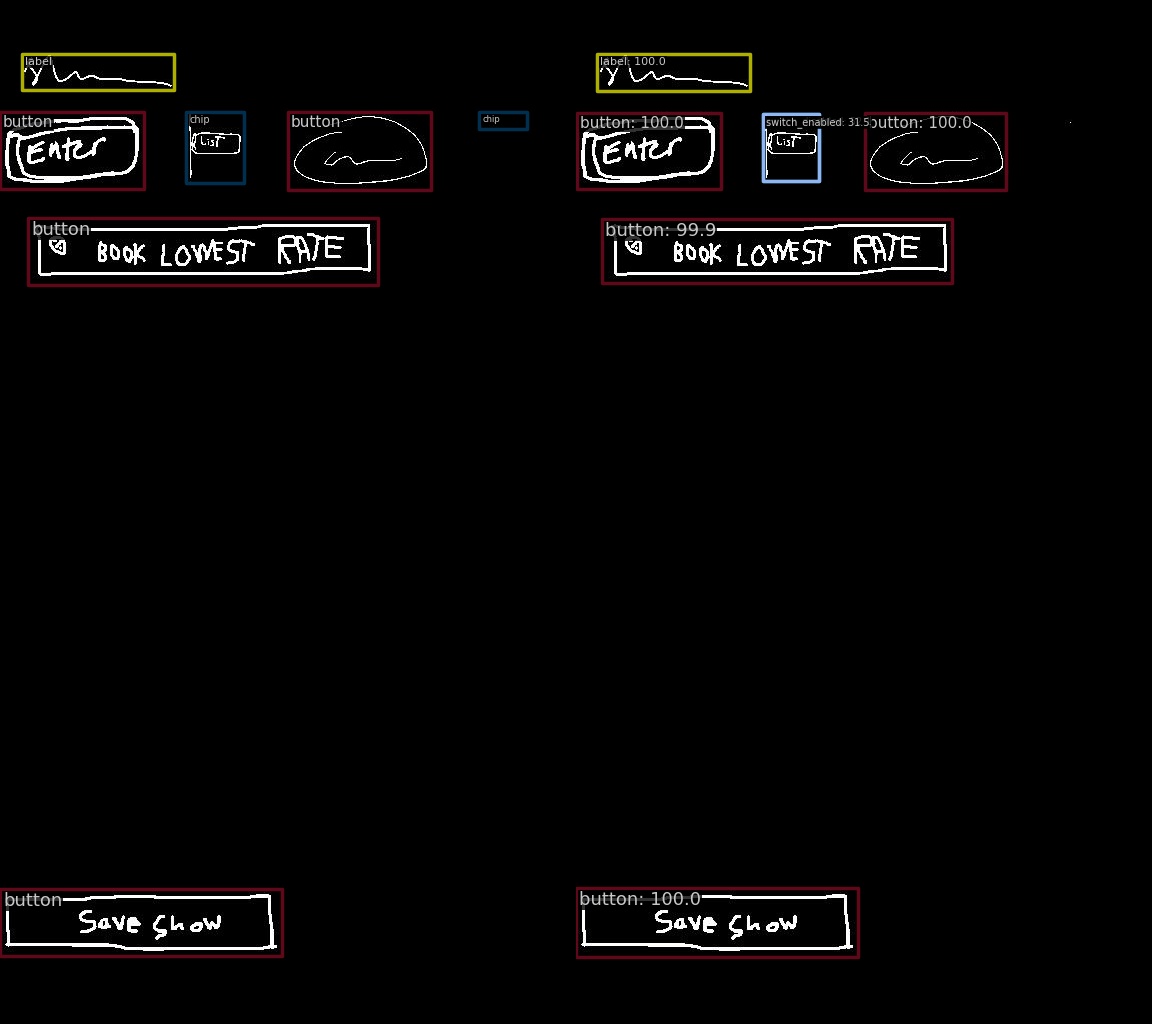 label label: 100.0
button chip button chip button: 100.0 switch_enabled: 31.5 button: 100.0
Enter List Enter List
button button: 99.9
BOOK LOWEST RATE BOOK LOWEST RATE
button button: 100.0
Save Show Save Show